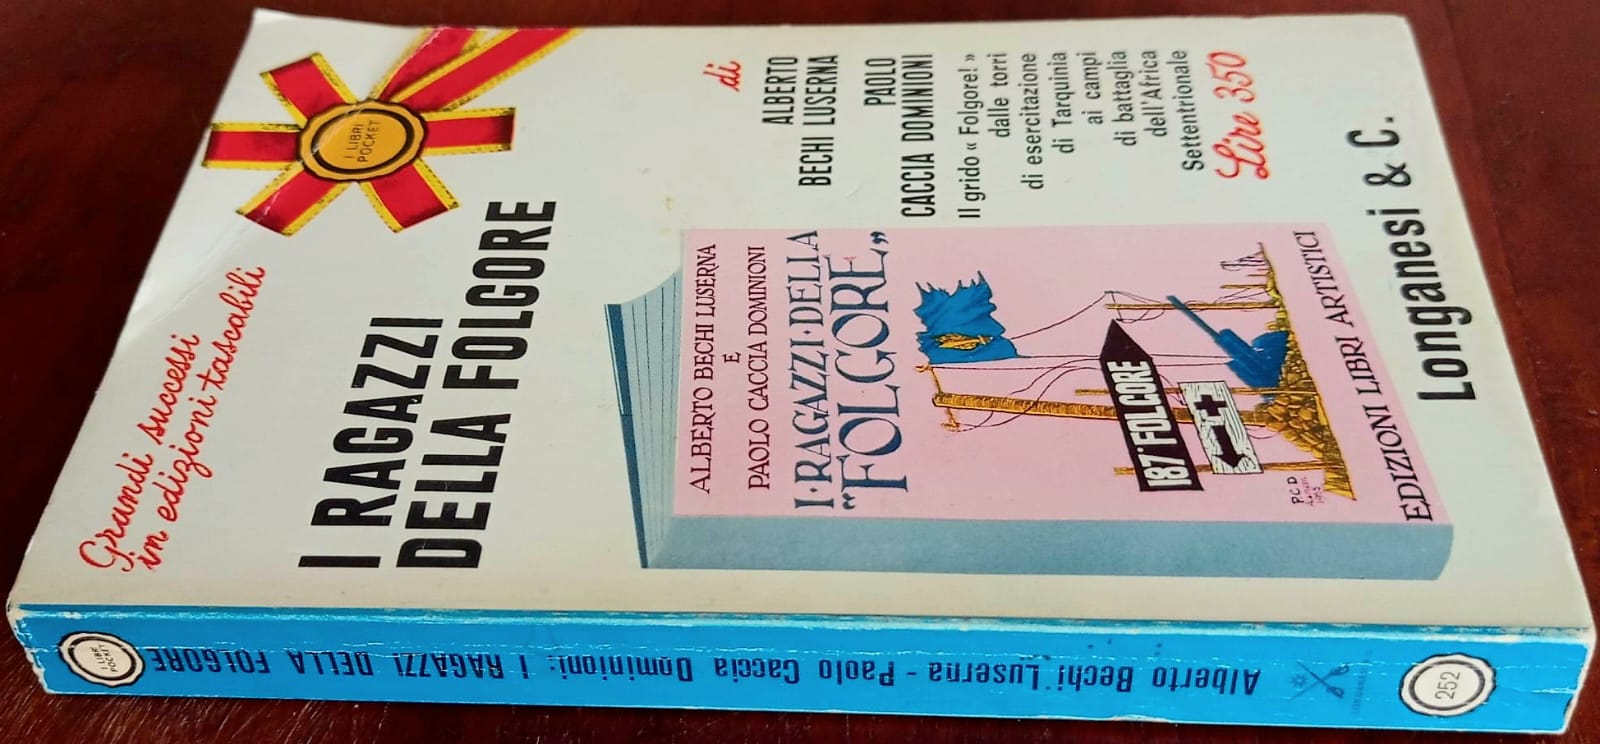 Grandi successi
in edizioni tascabili
I LIBRI
POCKET
I RAGAZZI
DELLA FOLGORE
di
ALBERTO
BECHI LUSERNA
PAOLO
CACCIA DOMINIONI
Il grido « Folgore! »
dalle torri
di esercitazione
di Tarquinia
ai campi
di battaglia
dell'Africa
Settentrionale
Lire 350
ALBERTO BECHI LUSERNA
E
PAOLO CACCIA DOMINIONI
I·RAGAZZI·DELLA
“FOLGORE”
187° FOLGORE
P.C.D
1955
EDIZIONI LIBRI ARTISTICI
Longanesi & C.
I LIBRI
POCKET
Alberto Bechi Luserna - Paolo Caccia Dominioni: I RAGAZZI DELLA FOLGORE
LONGANESI
252